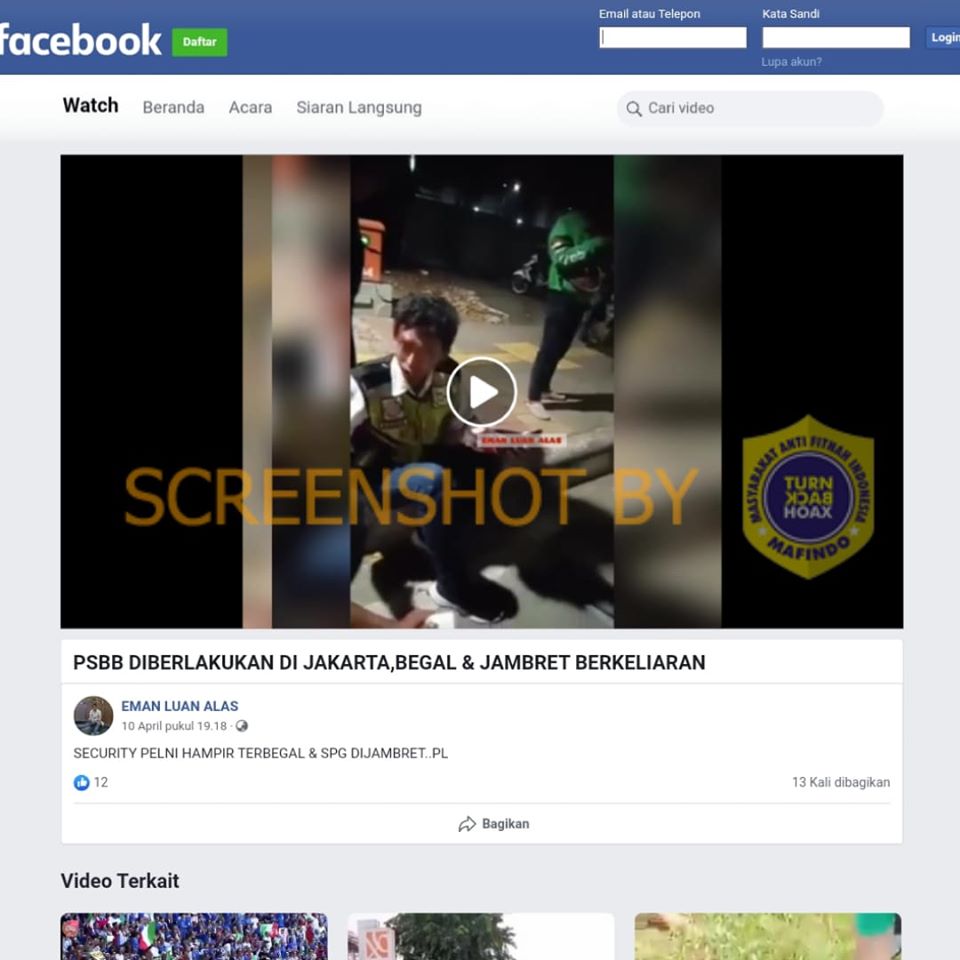 Email atau Telepon Kata Sandi
facebook Daftar Login
Lupa akun?
Watch Beranda Acara Siaran Langsung Cari video
EMAN LUAN ALAS
SCREENSHOT BY
MASYARAKAT ANTI FITNAH INDONESIA
TURN
BACK
HOAX
MAFINDO
PSBB DIBERLAKUKAN DI JAKARTA,BEGAL & JAMBRET BERKELIARAN
EMAN LUAN ALAS
10 April pukul 19.18 ·
SECURITY PELNI HAMPIR TERBEGAL & SPG DIJAMBRET..PL
12 13 Kali dibagikan
Bagikan
Video Terkait